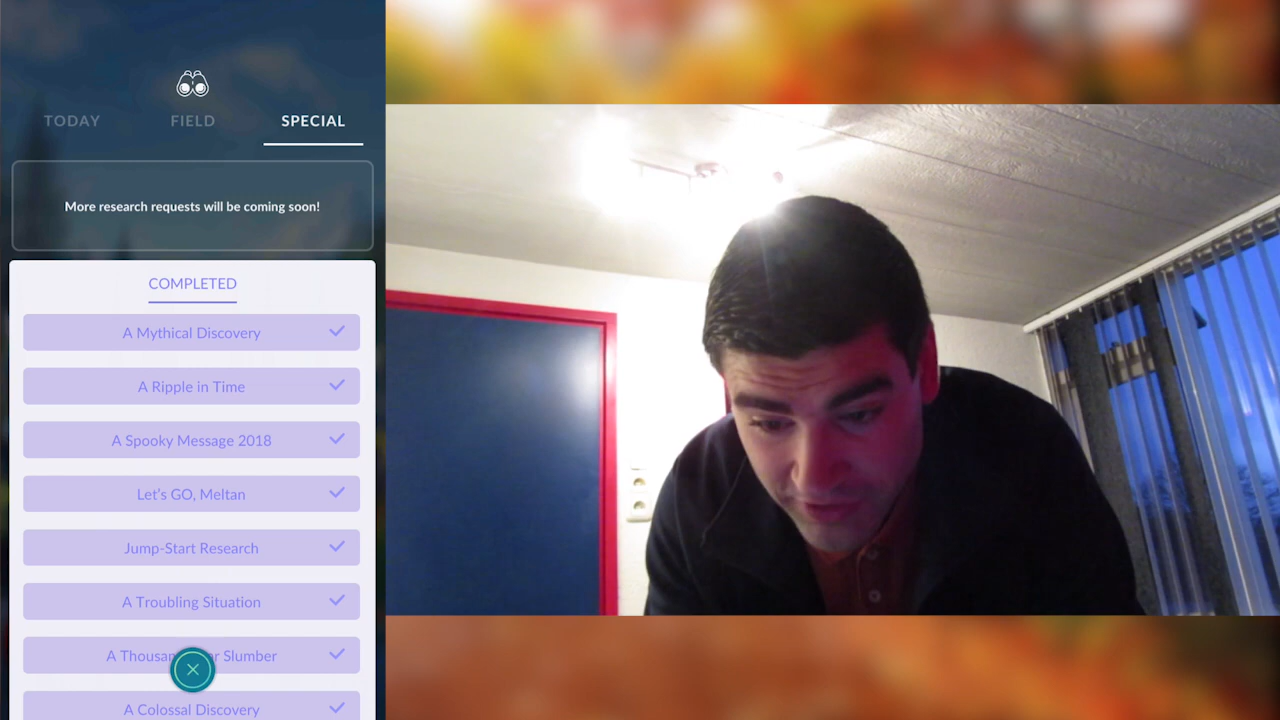 TODAY FIELD SPECIAL
More research requests will be coming soon!
COMPLETED
A Mythical Discovery
A Ripple in Time
A Spooky Message 2018
Let's GO, Meltan
Jump-Start Research
A Troubling Situation
A Thousan r Slumber
A Colossal Discovery